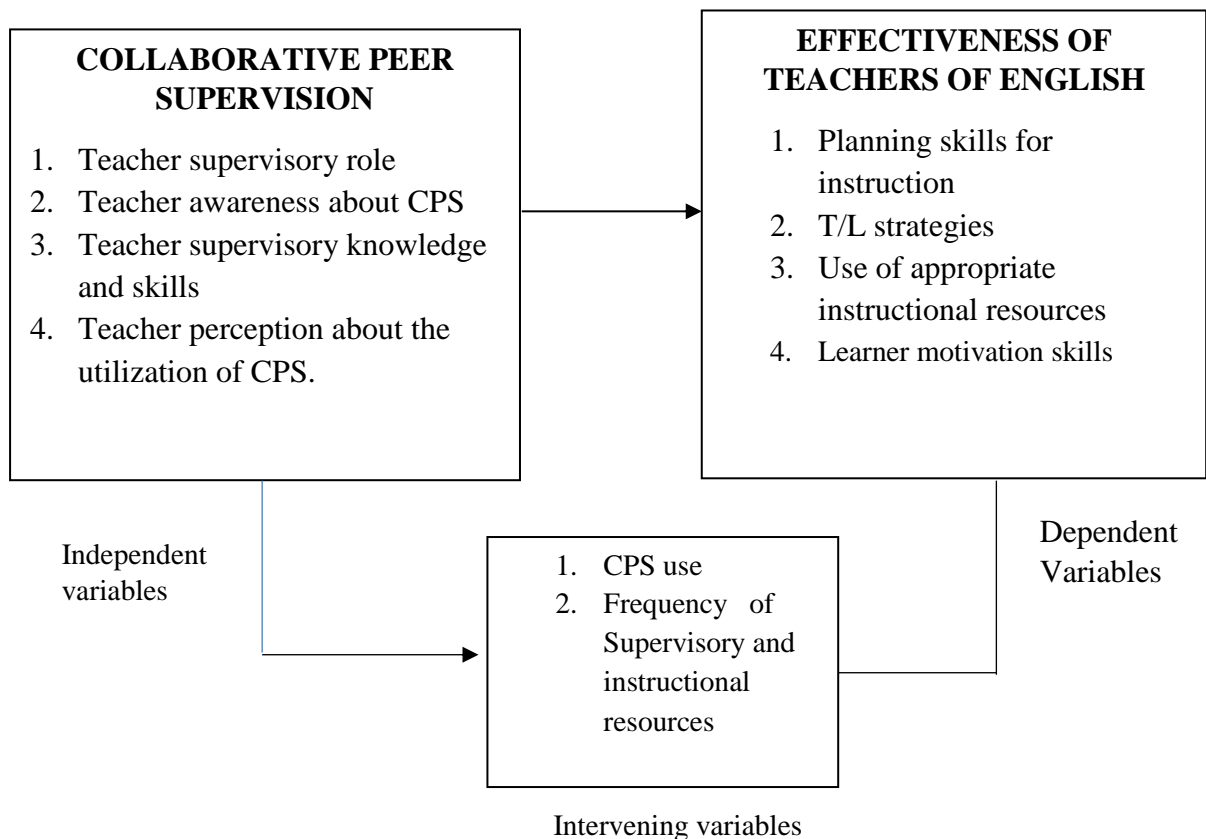 COLLABORATIVE PEER
SUPERVISION
1. Teacher supervisory role
2. Teacher awareness about CPS
3. Teacher supervisory knowledge
and skills
4. Teacher perception about the
utilization of CPS.
EFFECTIVENESS OF
TEACHERS OF ENGLISH
1. Planning skills for
instruction
2. T/L strategies
3. Use of appropriate
instructional resources
4. Learner motivation skills
Independent
variables
1. CPS use
2. Frequency of
Supervisory and
instructional
resources
Dependent
Variables
Intervening variables